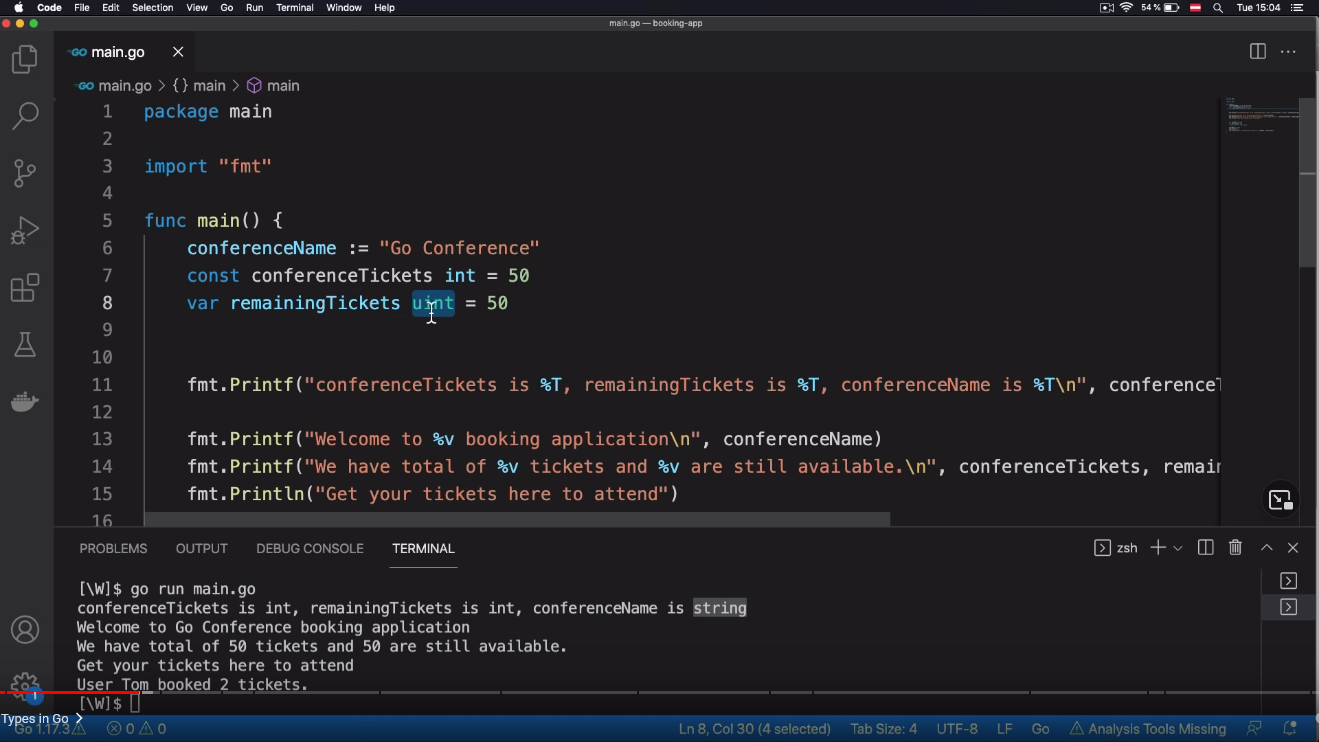 Code File Edit Selection View Go Run Terminal Window Help 54 % Tue 15:04
main.go — booking-app
GO main.go
GO main.go > {} main > main
1 package main
2
3 import "fmt"
4
5 func main() {
6 conferenceName := "Go Conference"
7 const conferenceTickets int = 50
8 var remainingTickets uint = 50
9
10
11 fmt.Printf("conferenceTickets is %T, remainingTickets is %T, conferenceName is %T\n", conferenceT
12
13 fmt.Printf("Welcome to %v booking application\n", conferenceName)
14 fmt.Printf("We have total of %v tickets and %v are still available.\n", conferenceTickets, remain
15 fmt.Println("Get your tickets here to attend")
16
PROBLEMS OUTPUT DEBUG CONSOLE TERMINAL zsh
[\W]$ go run main.go
conferenceTickets is int, remainingTickets is int, conferenceName is string
Welcome to Go Conference booking application
We have total of 50 tickets and 50 are still available.
Get your tickets here to attend
User Tom booked 2 tickets.
[\W]$
1
Types in Go >
Go 1.17.3 0 0 Ln 8, Col 30 (4 selected) Tab Size: 4 UTF-8 LF Go Analysis Tools Missing